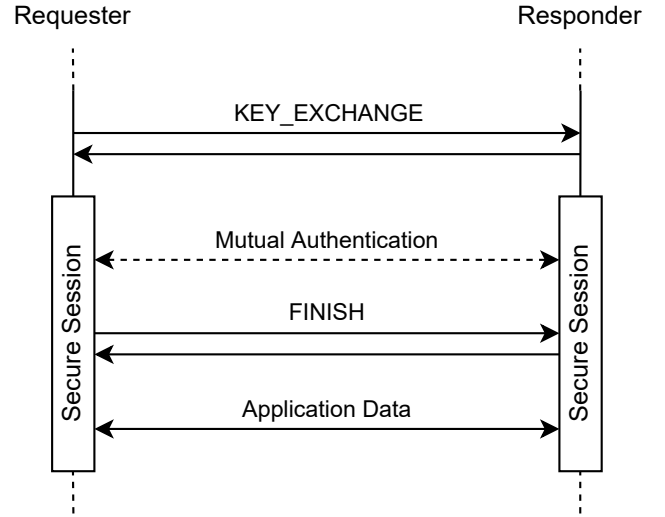 Requester
Responder
KEY_EXCHANGE
Mutual Authentication
Secure Session
Secure Session
FINISH
Application Data